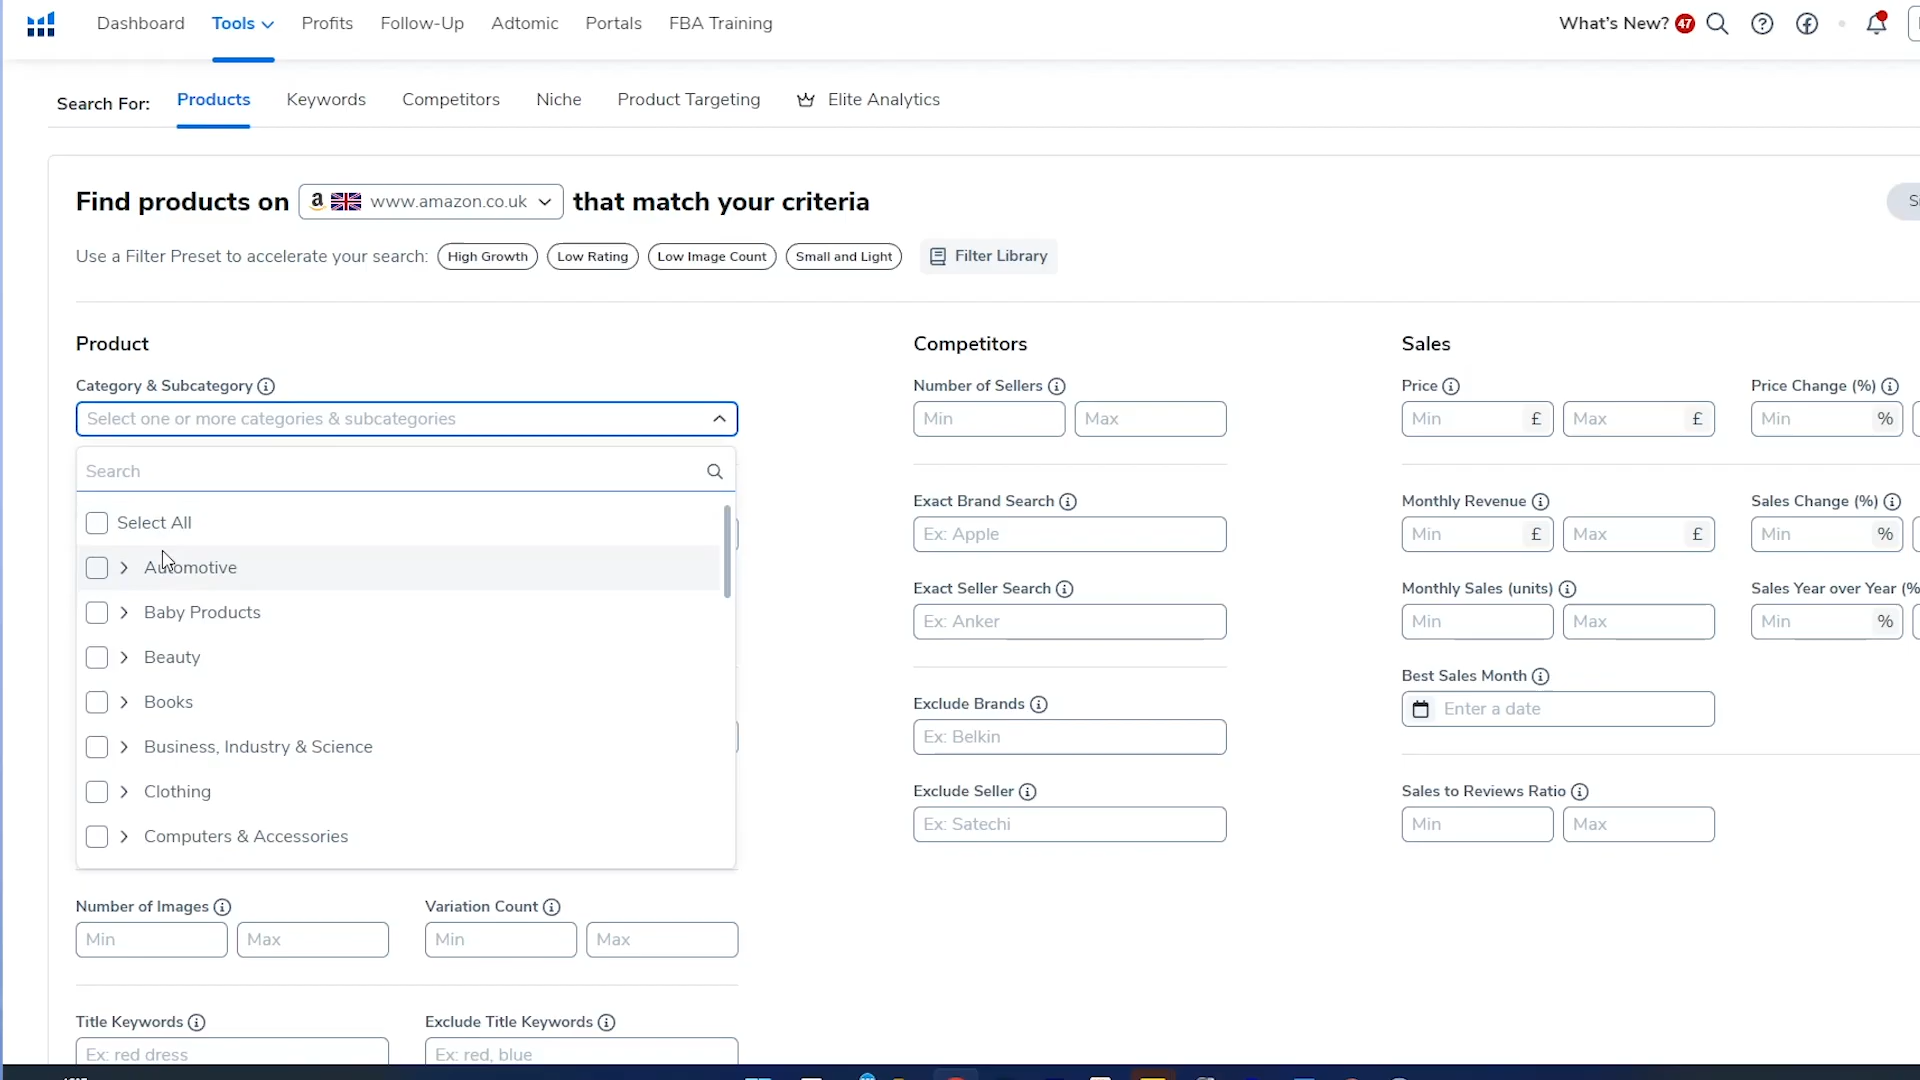 Dashboard Tools Profits Follow-Up Adtomic Portals FBA Training What's New? 47
Search For: Products Keywords Competitors Niche Product Targeting Elite Analytics
Find products on a www.amazon.co.uk that match your criteria
Use a Filter Preset to accelerate your search: High Growth Low Rating Low Image Count Small and Light Filter Library
Product
Category & Subcategory
Select one or more categories & subcategories
Search
Select All
Automotive
Baby Products
Beauty
Books
Business, Industry & Science
Clothing
Computers & Accessories
Number of Images Variation Count
Min Max Min Max
Title Keywords Exclude Title Keywords
Ex: red dress Ex: red, blue
Competitors
Number of Sellers
Min Max
Exact Brand Search
Ex: Apple
Exact Seller Search
Ex: Anker
Exclude Brands
Ex: Belkin
Exclude Seller
Ex: Satechi
Sales
Price Price Change (%)
Min £ Max £ Min %
Monthly Revenue Sales Change (%)
Min £ Max £ Min %
Monthly Sales (units) Sales Year over Year (%
Min Max Min %
Best Sales Month
Enter a date
Sales to Reviews Ratio
Min Max